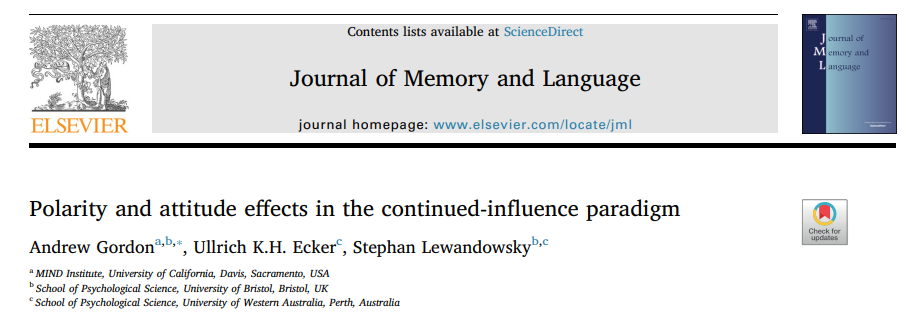 Contents lists available at ScienceDirect
Journal of Memory and Language
journal homepage: www.elsevier.com/locate/jml
ELSEVIER
Journal of
Memory and
Language
Polarity and attitude effects in the continued-influence paradigm
Andrew Gordon a,b,⁎, Ullrich K.H. Ecker c, Stephan Lewandowsky b,c
a MIND Institute, University of California, Davis, Sacramento, USA
b School of Psychological Science, University of Bristol, Bristol, UK
c School of Psychological Science, University of Western Australia, Perth, Australia
Check for
updates